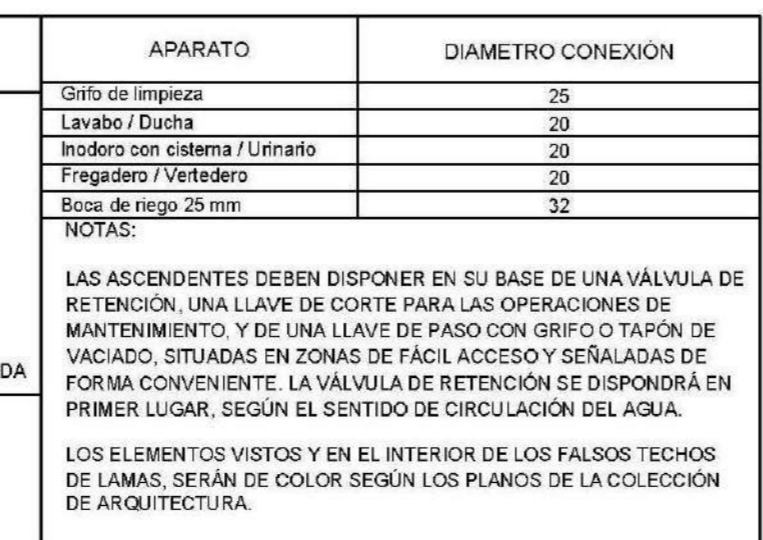 APARATO DIAMETRO CONEXIÓN
Grifo de limpieza 25
Lavabo / Ducha 20
Inodoro con cisterna / Urinario 20
Fregadero / Vertedero 20
Boca de riego 25 mm 32
NOTAS:
LAS ASCENDENTES DEBEN DISPONER EN SU BASE DE UNA VÁLVULA DE
RETENCIÓN, UNA LLAVE DE CORTE PARA LAS OPERACIONES DE
MANTENIMIENTO, Y DE UNA LLAVE DE PASO CON GRIFO O TAPÓN DE
VACIADO, SITUADAS EN ZONAS DE FÁCIL ACCESO Y SEÑALADAS DE
DA
FORMA CONVENIENTE. LA VÁLVULA DE RETENCIÓN SE DISPONDRÁ EN
PRIMER LUGAR, SEGÚN EL SENTIDO DE CIRCULACIÓN DEL AGUA.
LOS ELEMENTOS VISTOS Y EN EL INTERIOR DE LOS FALSOS TECHOS
DE LAMAS, SERÁN DE COLOR SEGÚN LOS PLANOS DE LA COLECCIÓN
DE ARQUITECTURA.